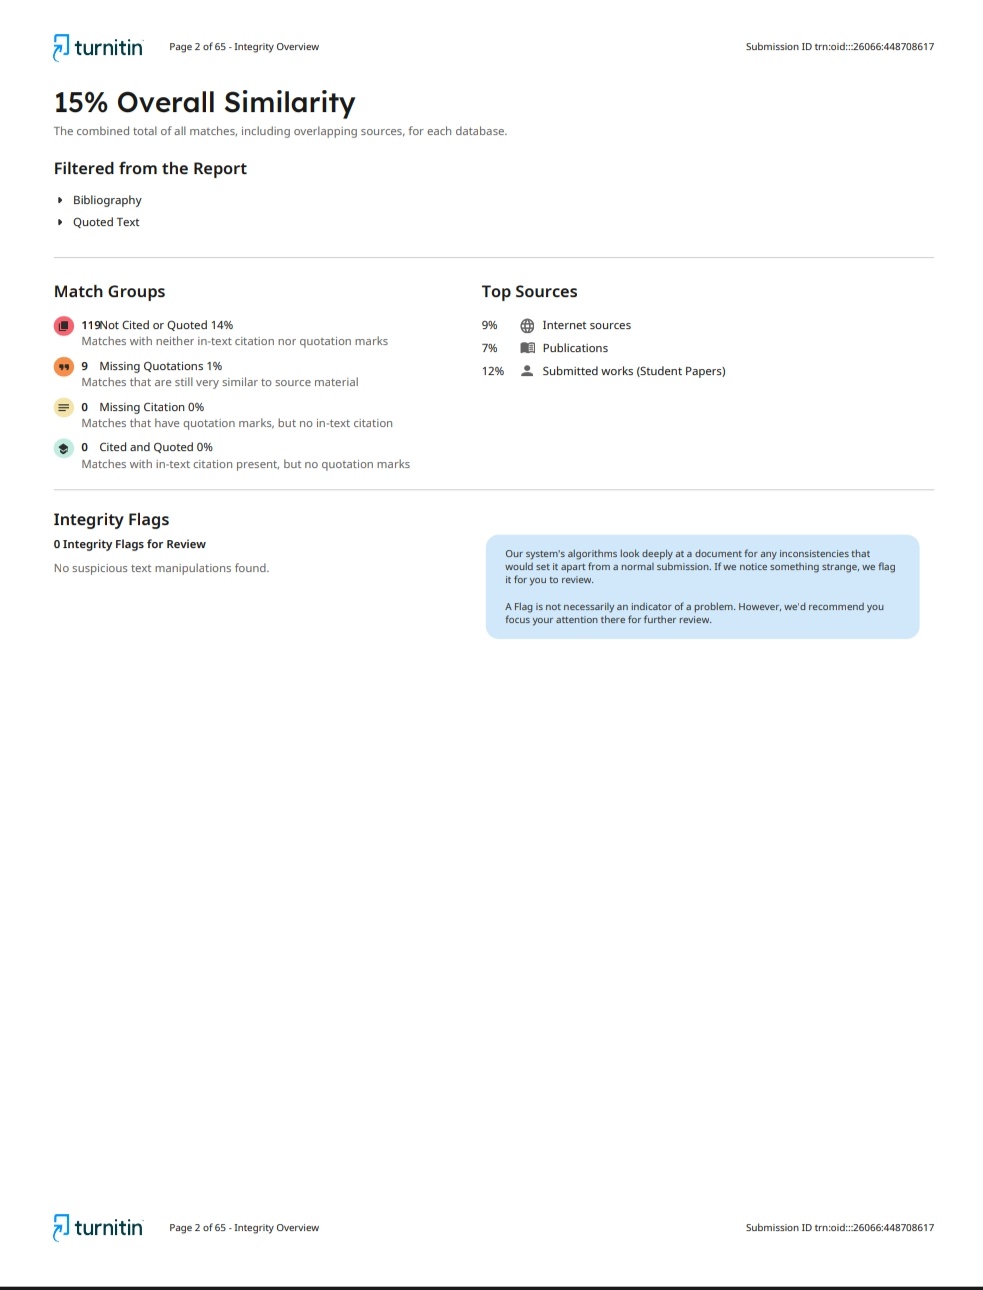 turnitin Page 2 of 65 - Integrity Overview Submission ID trn:oid:::26066:448708617
15% Overall Similarity
The combined total of all matches, including overlapping sources, for each database.
Filtered from the Report
Bibliography
Quoted Text
Match Groups
119Not Cited or Quoted 14%
Matches with neither in-text citation nor quotation marks
9 Missing Quotations 1%
Matches that are still very similar to source material
0 Missing Citation 0%
Matches that have quotation marks, but no in-text citation
0 Cited and Quoted 0%
Matches with in-text citation present, but no quotation marks
Top Sources
9% Internet sources
7% Publications
12% Submitted works (Student Papers)
Integrity Flags
0 Integrity Flags for Review
No suspicious text manipulations found.
Our system's algorithms look deeply at a document for any inconsistencies that
would set it apart from a normal submission. If we notice something strange, we flag
it for you to review.
A Flag is not necessarily an indicator of a problem. However, we'd recommend you
focus your attention there for further review.
turnitin Page 2 of 65 - Integrity Overview Submission ID trn:oid:::26066:448708617